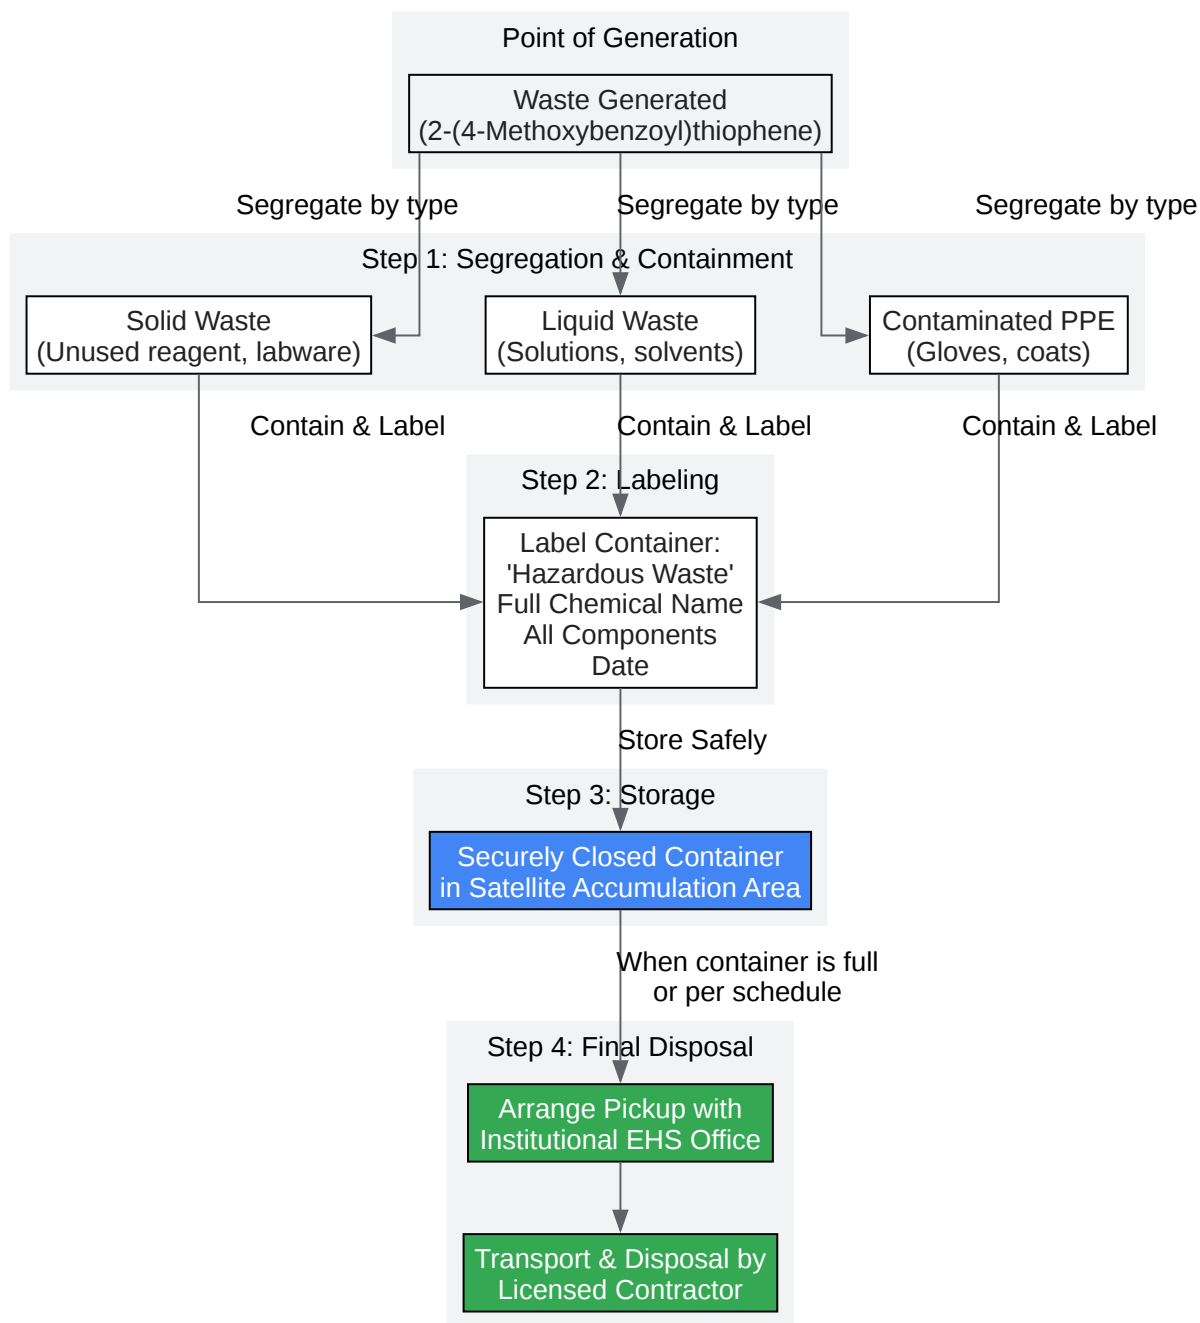 Point of Generation
Waste Generated
(2-(4-Methoxybenzoyl)thiophene)
Segregate by type
Segregate by type
Segregate by type
Step 1: Segregation & Containment
Solid Waste
(Unused reagent, labware)
Liquid Waste
(Solutions, solvents)
Contaminated PPE
(Gloves, coats)
Contain & Label
Contain & Label
Contain & Label
Step 2: Labeling
Label Container:
'Hazardous Waste'
Full Chemical Name
All Components
Date
Store Safely
Step 3: Storage
Securely Closed Container
in Satellite Accumulation Area
When container is full
or per schedule
Step 4: Final Disposal
Arrange Pickup with
Institutional EHS Office
Transport & Disposal by
Licensed Contractor